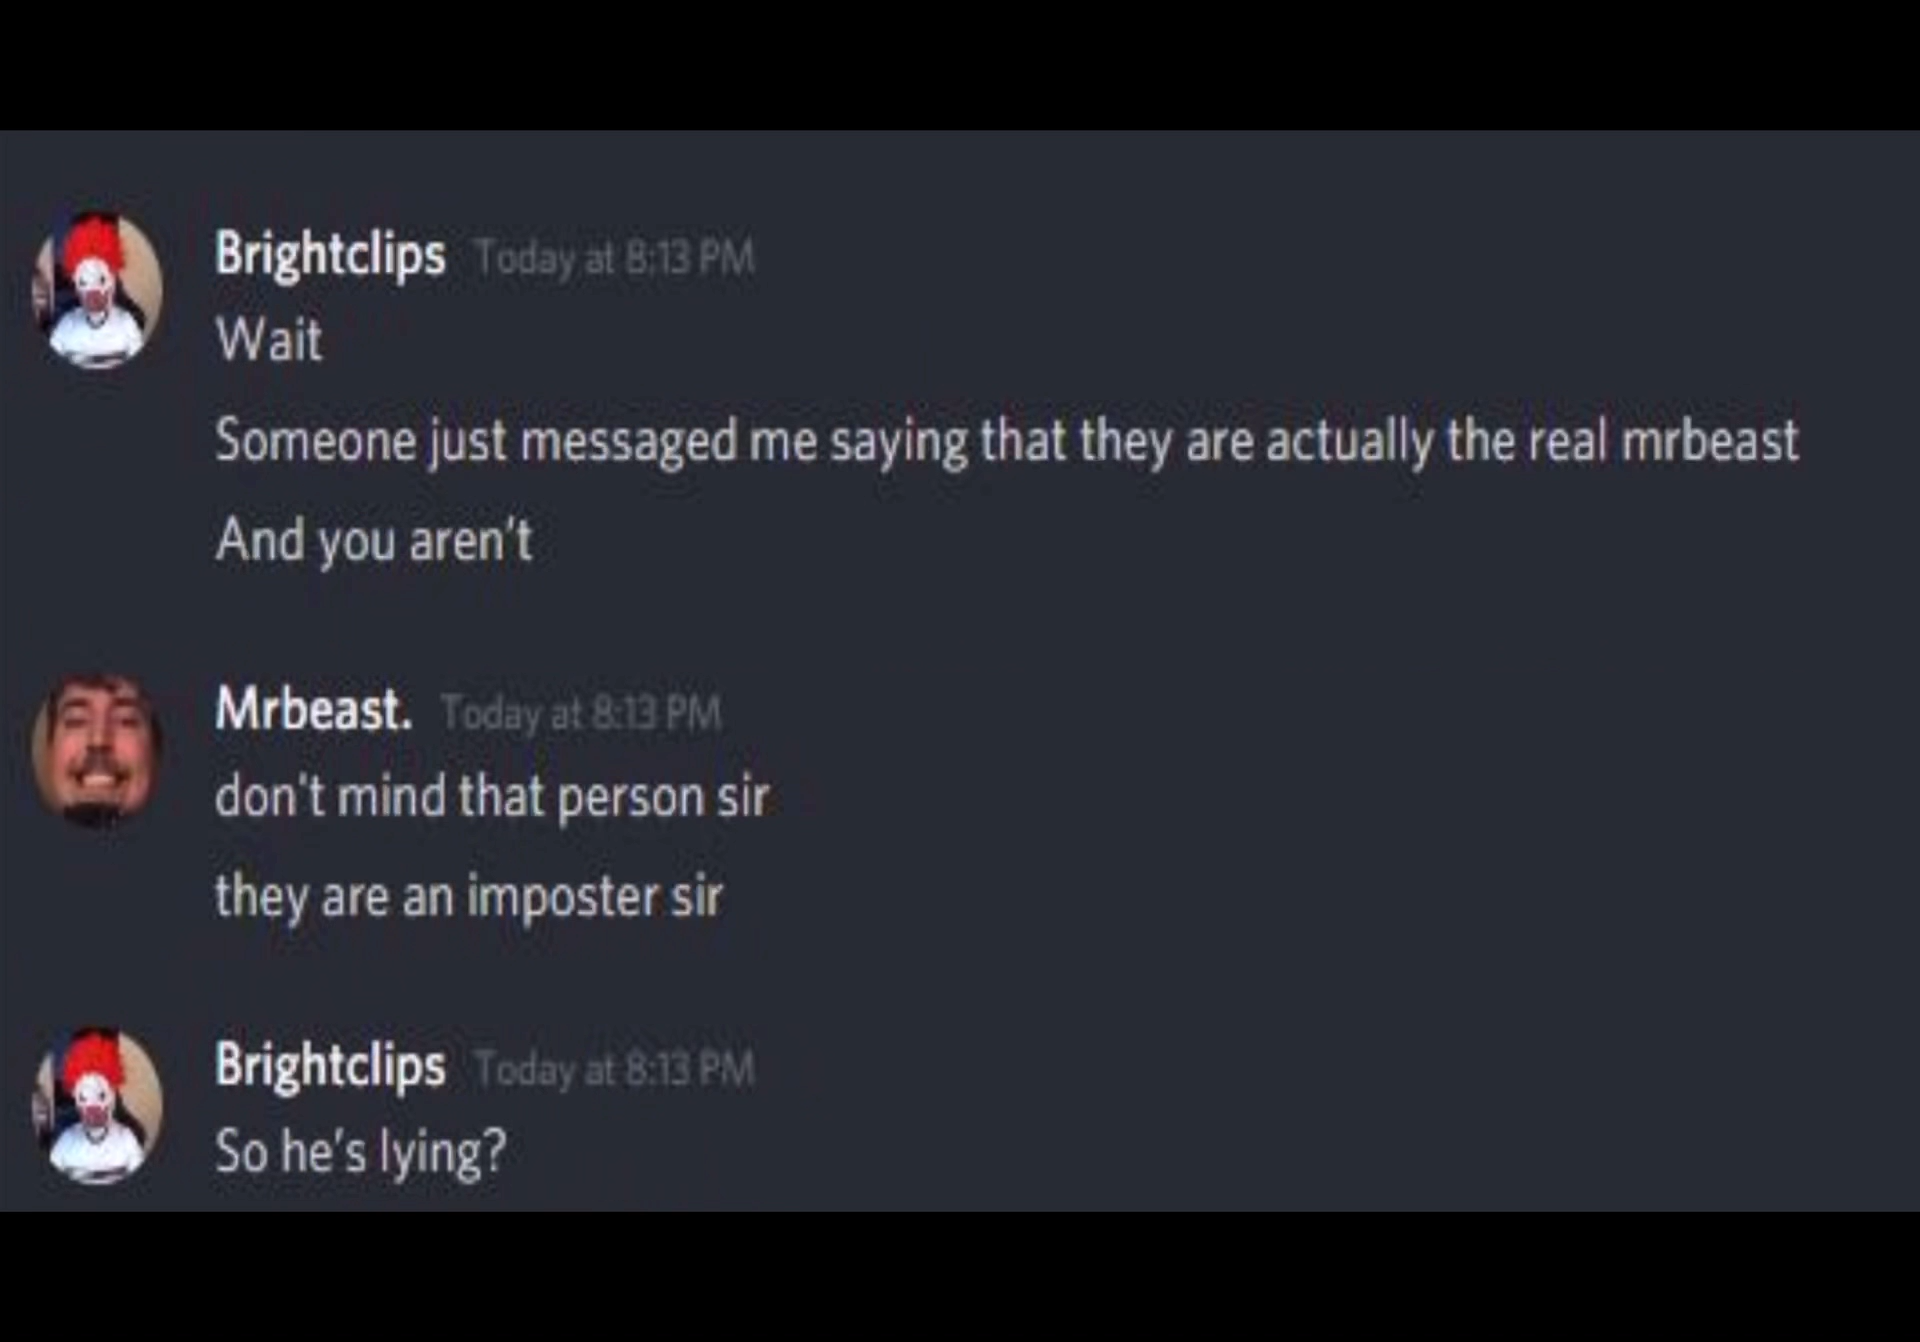 Brightclips Today at 8:13 PM
Wait
Someone just messaged me saying that they are actually the real mrbeast
And you aren't
Mrbeast. Today at 8:13 PM
don't mind that person sir
they are an imposter sir
Brightclips Today at 8:13 PM
So he's lying?